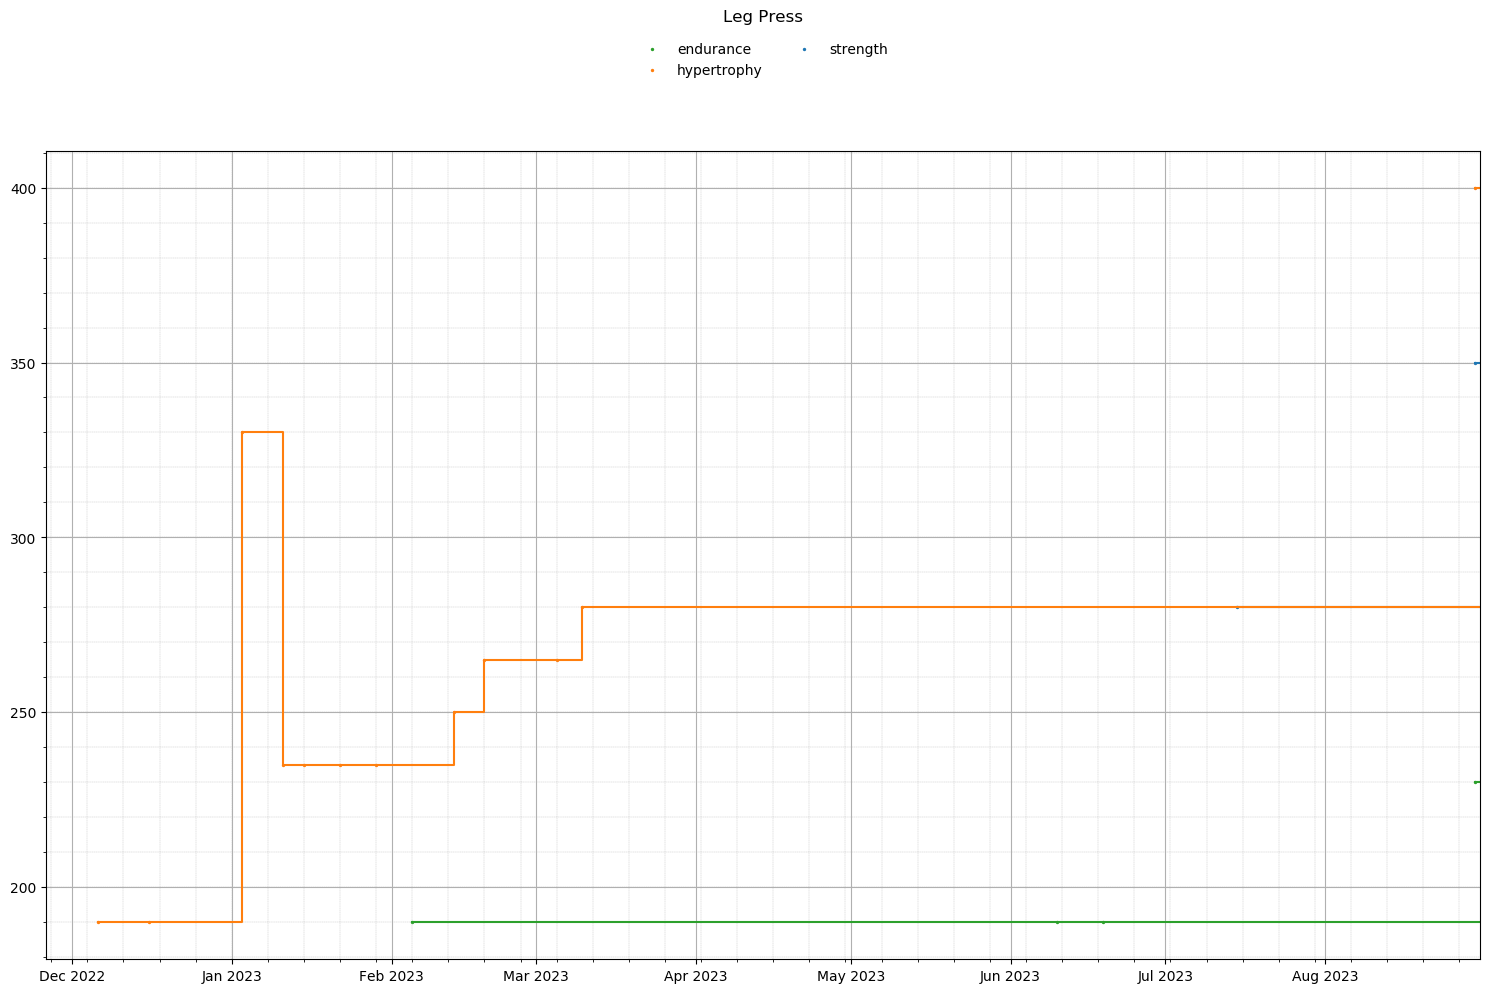 Leg Press
endurance
strength
hypertrophy
400
350
300
250
200
Dec 2022
Jan 2023
Feb 2023
Mar 2023
Apr 2023
May 2023
Jun 2023
Jul 2023
Aug 2023